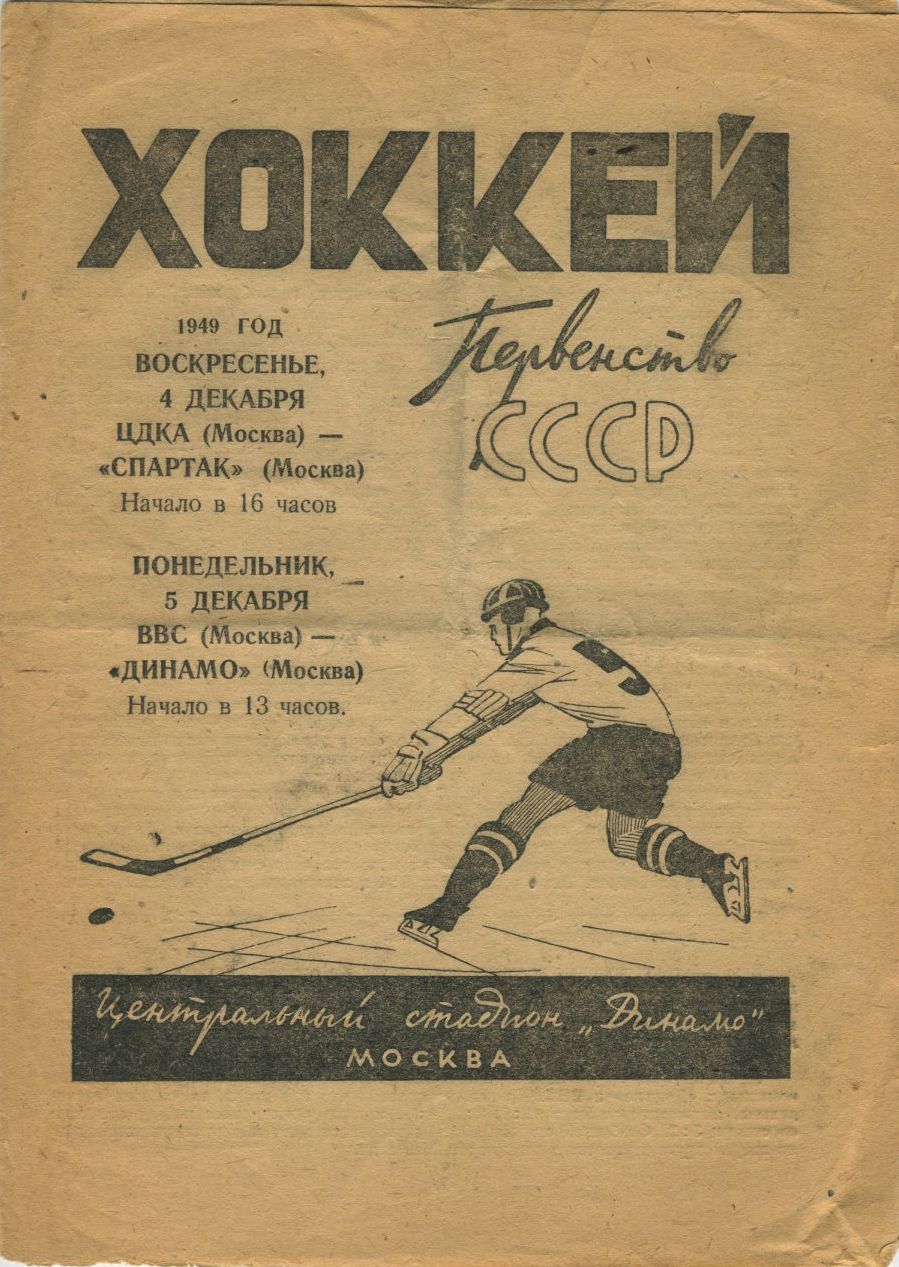 ХОККЕЙ
1949 ГОД
ВОСКРЕСЕНЬЕ,
4 ДЕКАБРЯ
ЦДКА (Москва) —
«СПАРТАК» (Москва)
Начало в 16 часов
Первенство
СССР
ПОНЕДЕЛЬНИК,
5 ДЕКАБРЯ
ВВС (Москва) —
«ДИНАМО» (Москва)
Начало в 13 часов.
5
Центральный стадион „Динамо"
МОСКВА